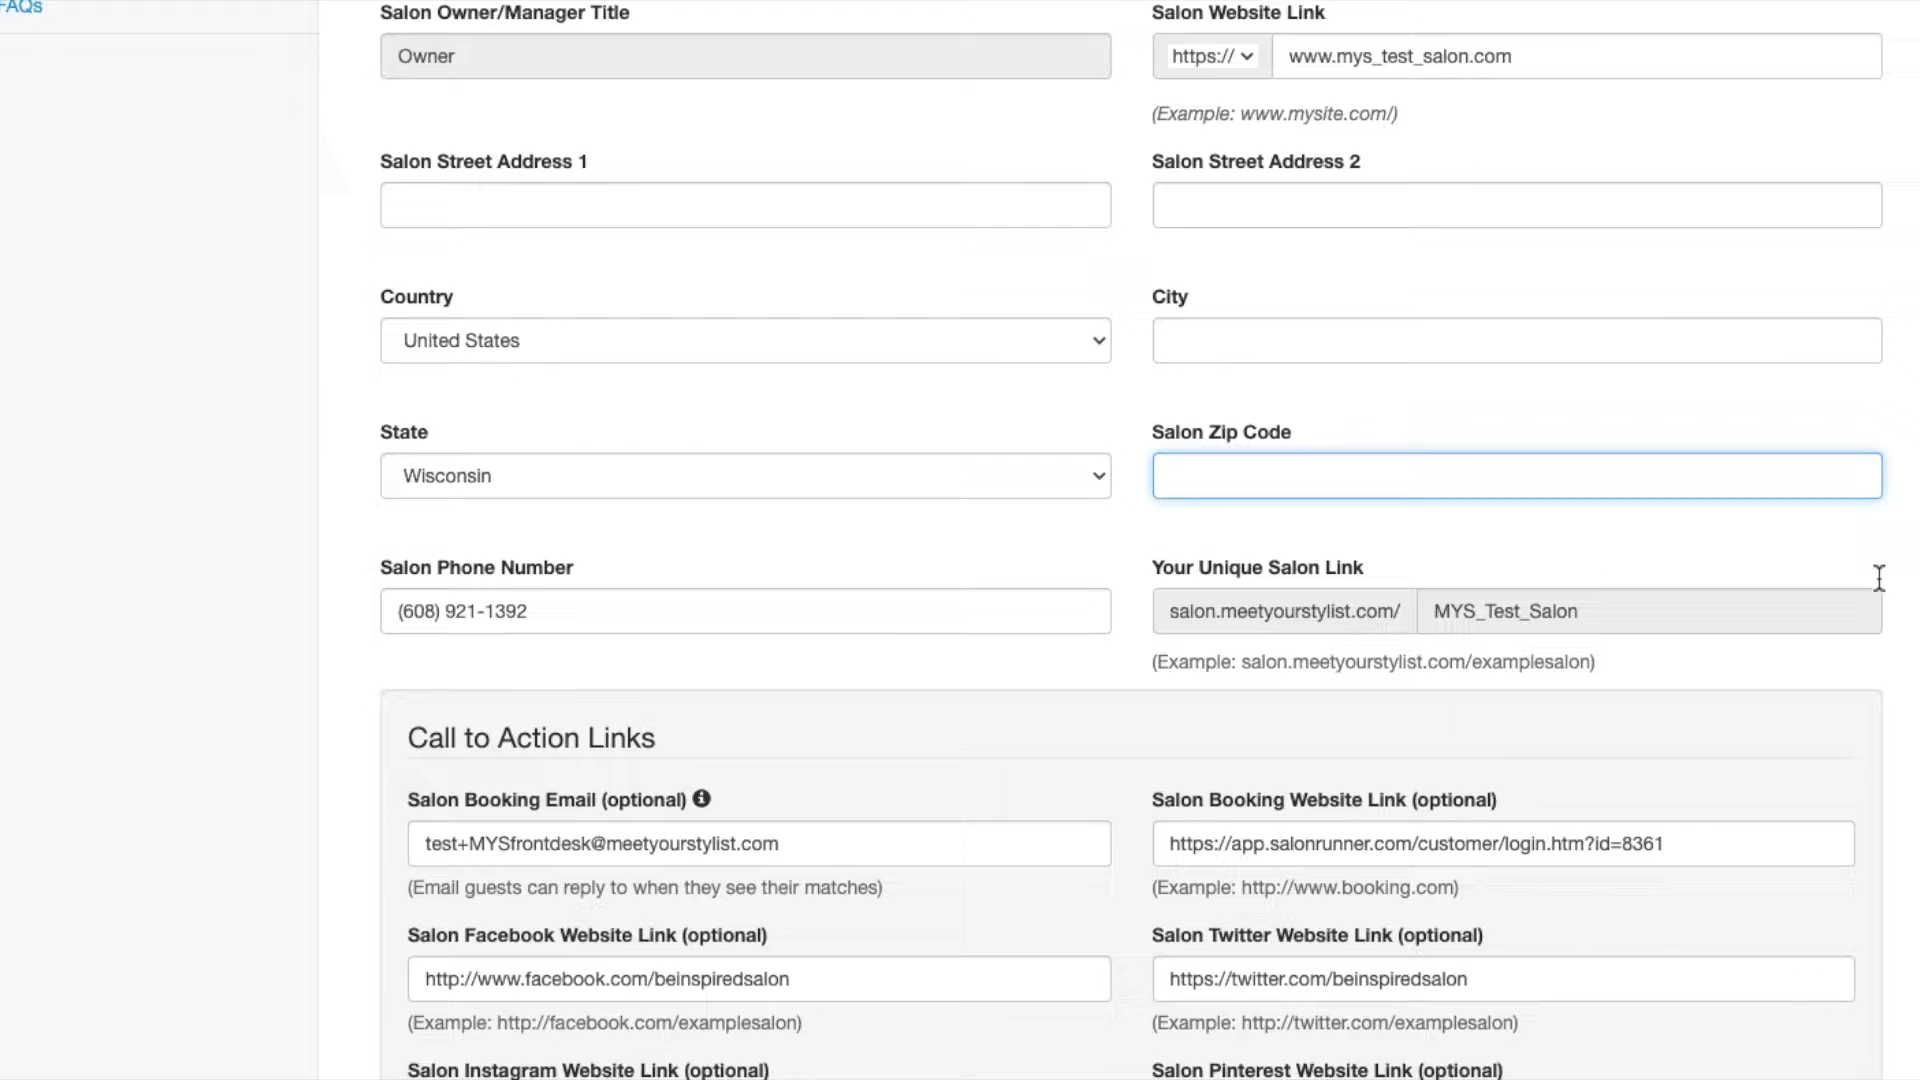 FAQs
Salon Owner/Manager Title
Salon Website Link
Owner
https://
www.mys_test_salon.com
(Example: www.mysite.com/)
Salon Street Address 1
Salon Street Address 2
Country
City
United States
State
Salon Zip Code
Wisconsin
Salon Phone Number
Your Unique Salon Link
(608) 921-1392
salon.meetyourstylist.com/
MYS_Test_Salon
(Example: salon.meetyourstylist.com/examplesalon)
Call to Action Links
Salon Booking Email (optional)
Salon Booking Website Link (optional)
test+MYSfrontdesk@meetyourstylist.com
https://app.salonrunner.com/customer/login.htm?id=8361
(Email guests can reply to when they see their matches)
(Example: http://www.booking.com)
Salon Facebook Website Link (optional)
Salon Twitter Website Link (optional)
http://www.facebook.com/beinspiredsalon
https://twitter.com/beinspiredsalon
(Example: http://facebook.com/examplesalon)
(Example: http://twitter.com/examplesalon)
Salon Instagram Website Link (optional)
Salon Pinterest Website Link (optional)